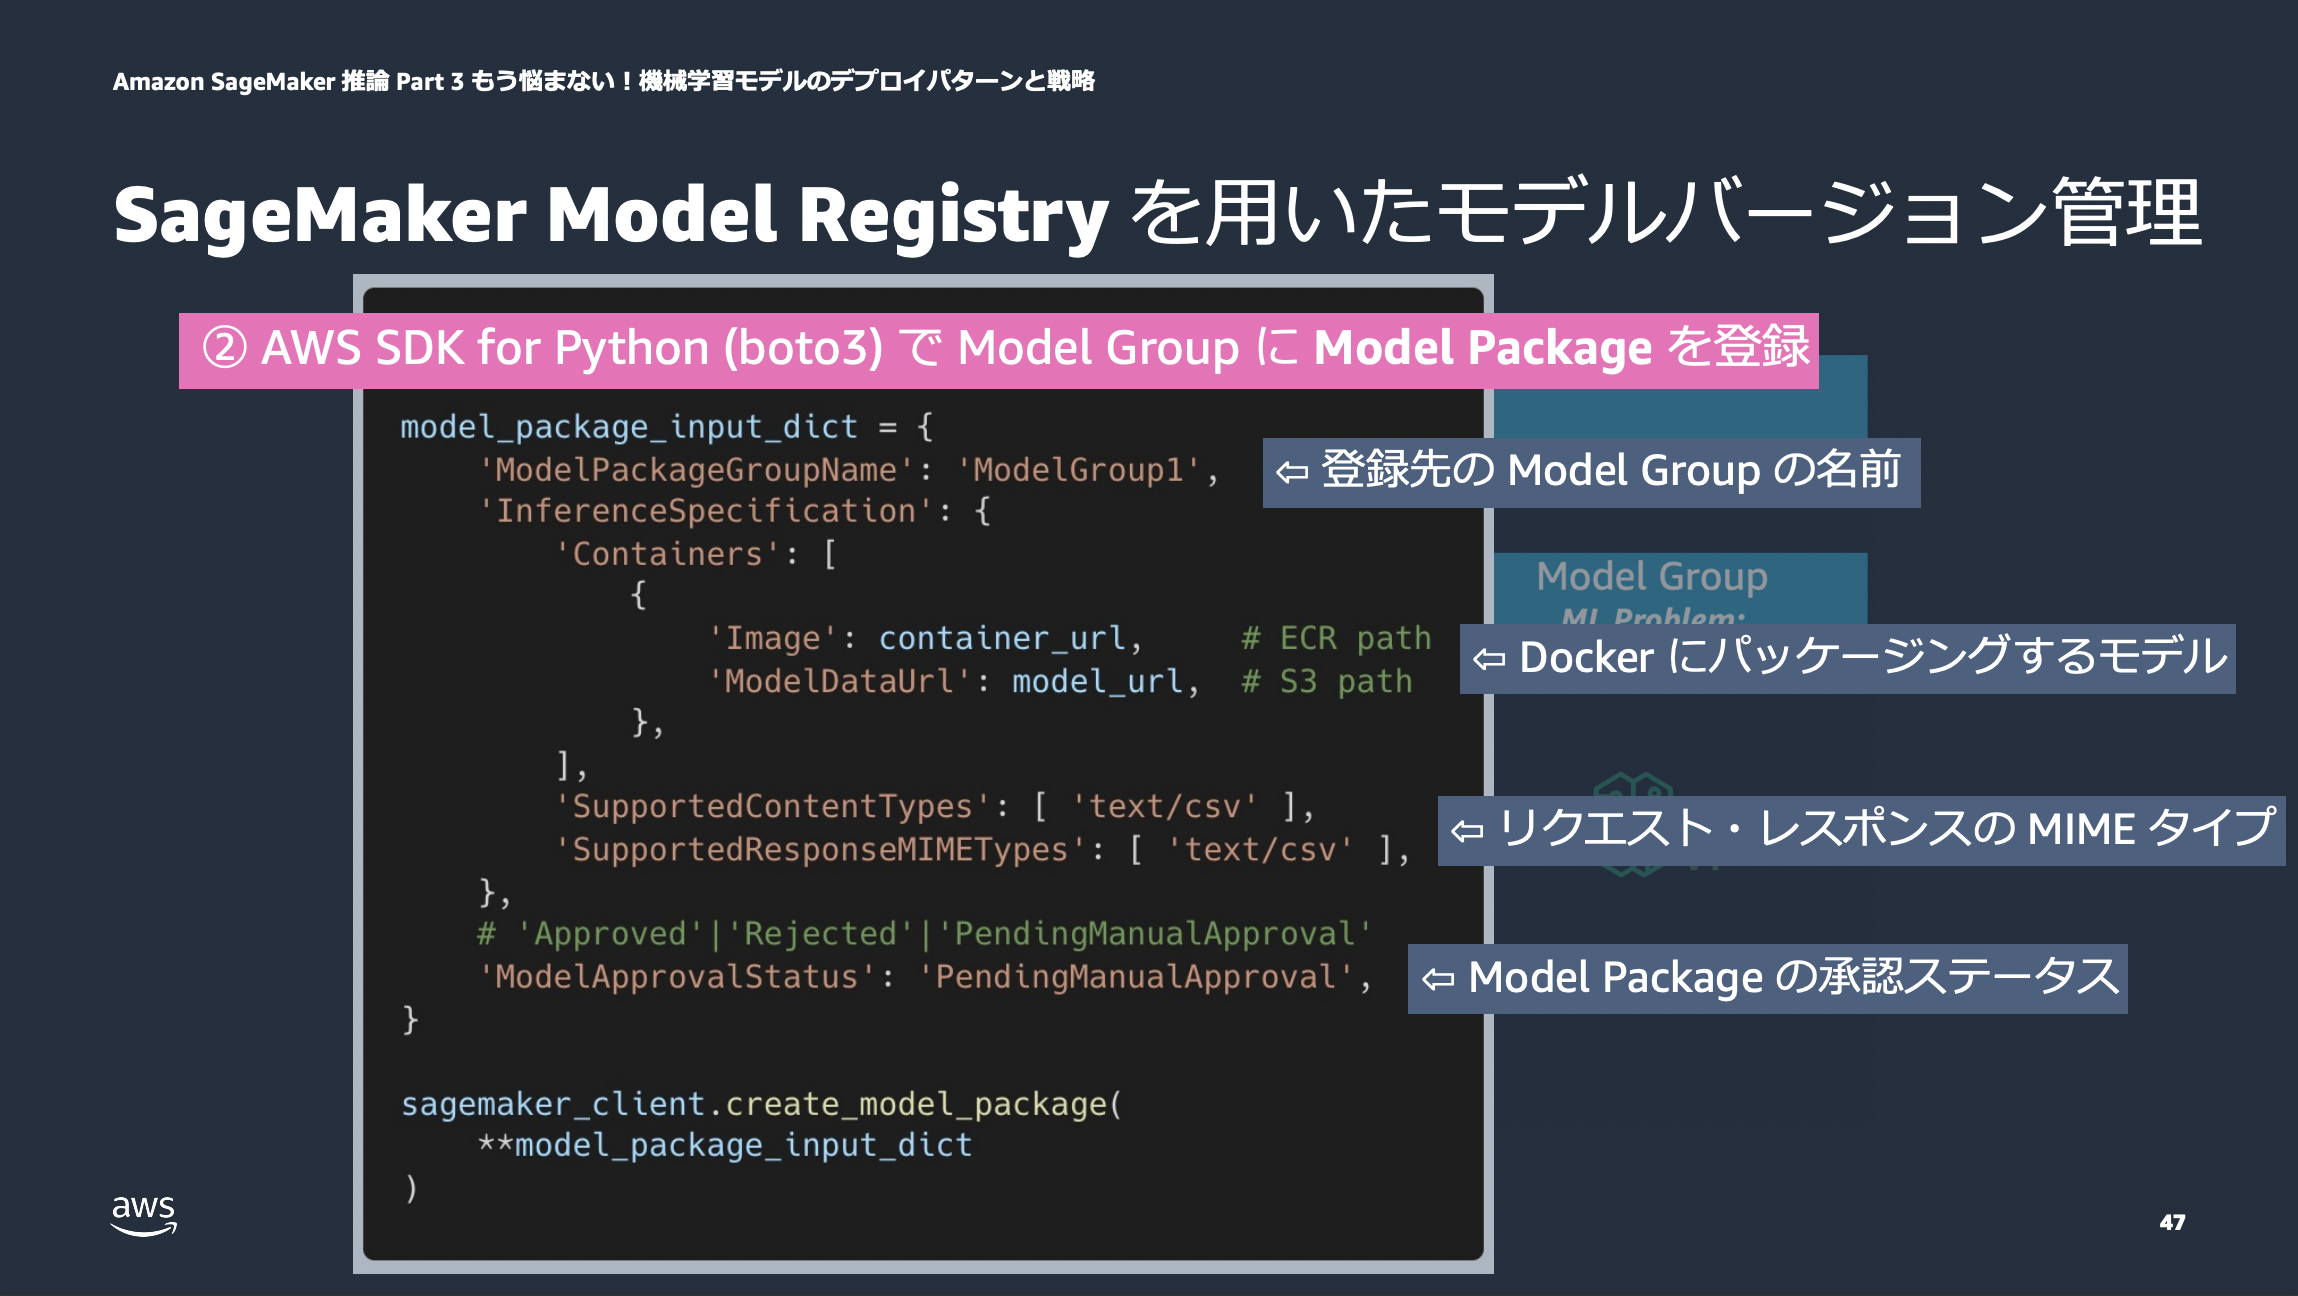 Amazon SageMaker 推論 Part 3 もう悩まない！機械学習モデルのデプロイパターンと戦略
SageMaker Model Registry を用いたモデルバージョン管理
② AWS SDK for Python (boto3) で Model Group に Model Package を登録
model_package_input_dict = {
'ModelPackageGroupName': 'ModelGroup1',
⇦ 登録先の Model Group の名前
'InferenceSpecification': {
'Containers': [
{
Model Group
ML Problem:
'Image': container_url, # ECR path
'ModelDataUrl': model_url, # S3 path
⇦ Docker にパッケージングするモデル
},
],
'SupportedContentTypes': [ 'text/csv' ],
'SupportedResponseMIMETypes': [ 'text/csv' ],
⇦ リクエスト・レスポンスの MIME タイプ
},
# 'Approved'|'Rejected'|'PendingManualApproval'
'ModelApprovalStatus': 'PendingManualApproval',
⇦ Model Package の承認ステータス
}
sagemaker_client.create_model_package(
**model_package_input_dict
)
aws
47